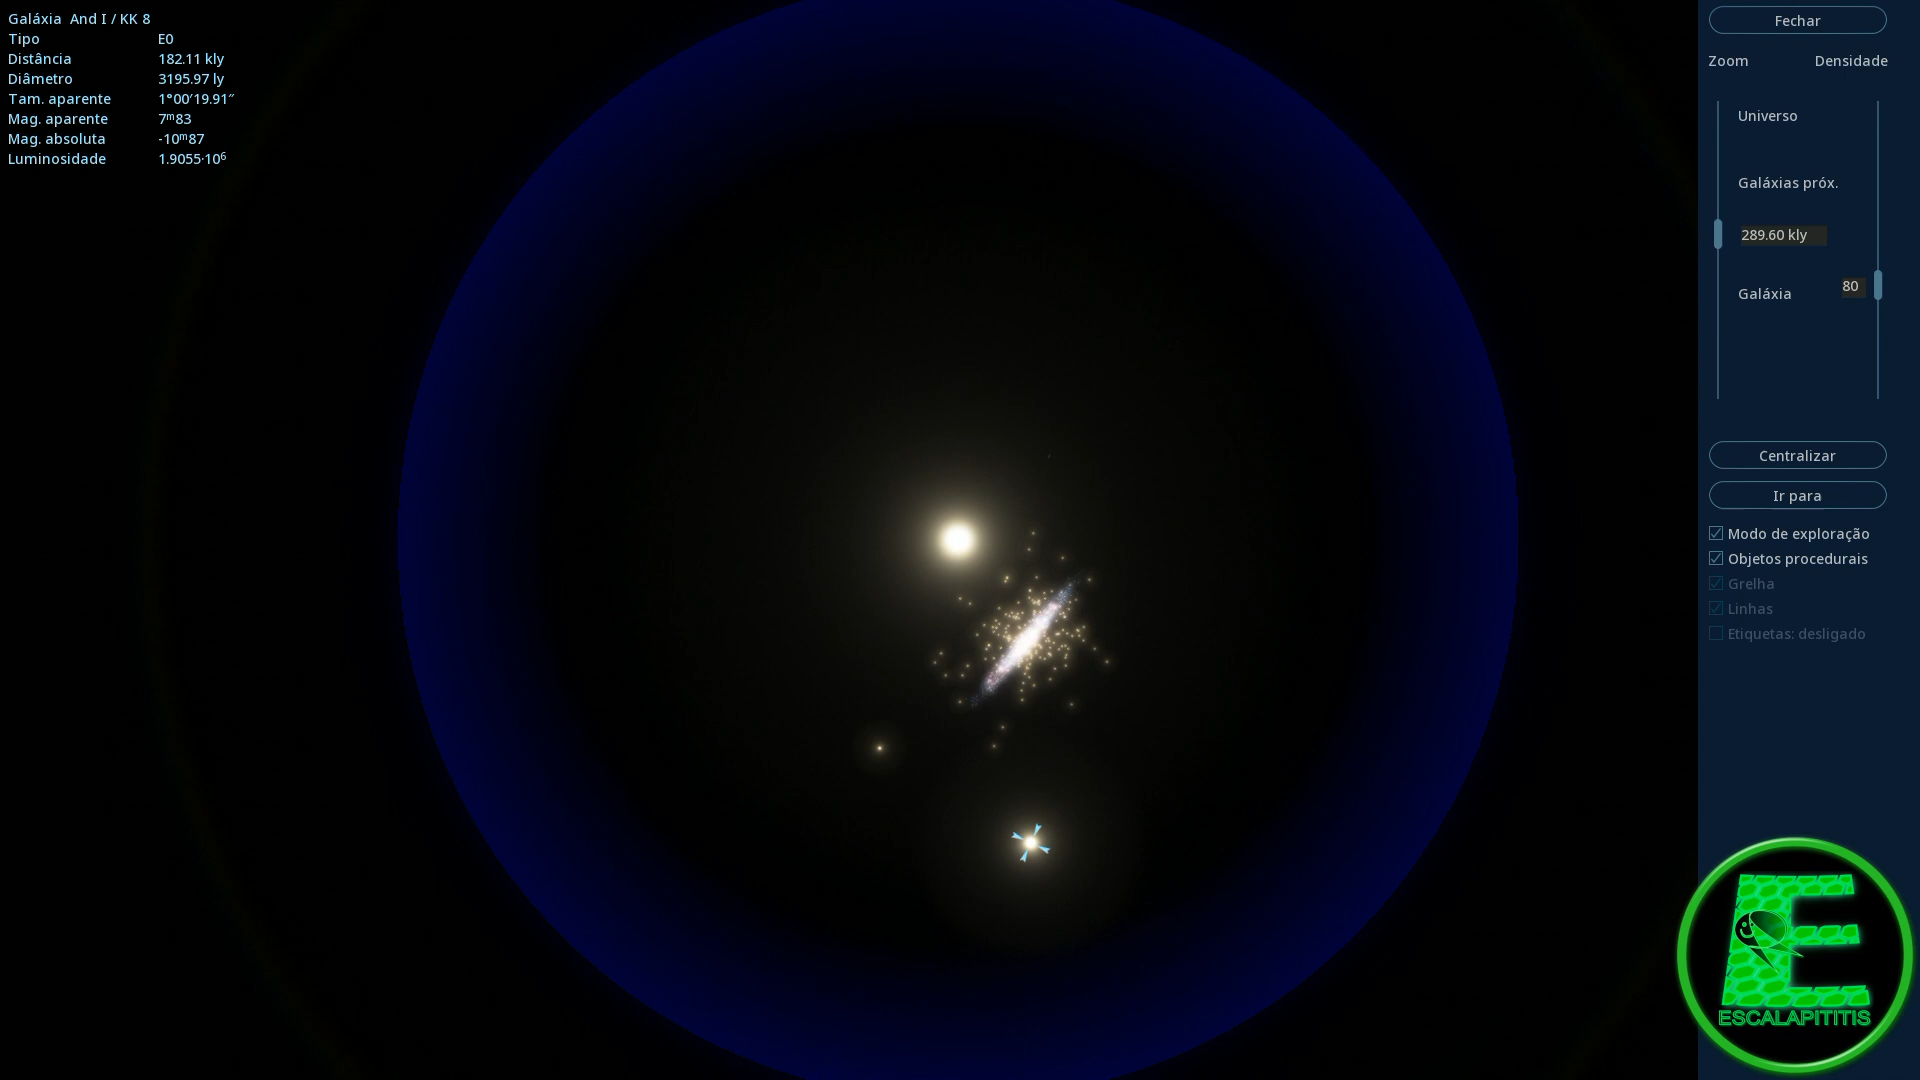 Galáxia And I / KK 8
Tipo E0
Distância 182.11 kly
Diâmetro 3195.97 ly
Tam. aparente 1°00′19.91″
Mag. aparente 7ᵐ83
Mag. absoluta -10ᵐ87
Luminosidade 1.9055·10⁶
Fechar
Zoom Densidade
Universo
Galáxias próx.
289.60 kly
80
Galáxia
Centralizar
Ir para
Modo de exploração
Objetos procedurais
Grelha
Linhas
Etiquetas: desligado
E
ESCALAPITITIS